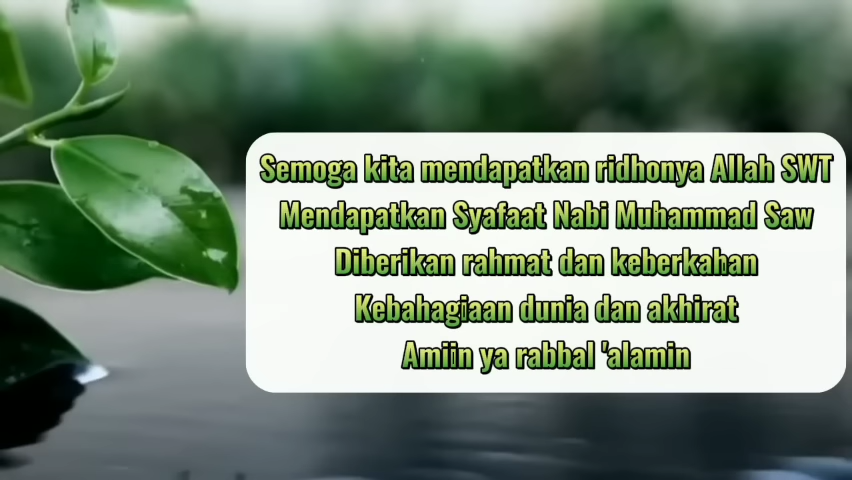 Semoga kita mendapatkan ridhonya Allah SWT
Mendapatkan Syafaat Nabi Muhammad Saw
Diberikan rahmat dan keberkahan
Kebahagiaan dunia dan akhirat
Amiin ya rabbal 'alamin